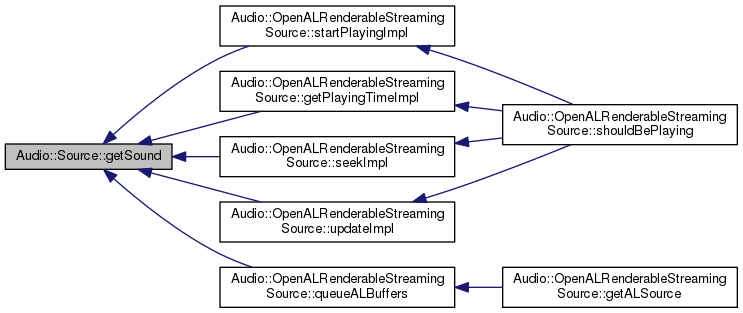 Audio::OpenALRenderableStreaming
Source::startPlayingImpl
Audio::OpenALRenderableStreaming
Source::getPlayingTimeImpl
Audio::OpenALRenderableStreaming
Source::shouldBePlaying
Audio::Source::getSound
Audio::OpenALRenderableStreaming
Source::seekImpl
Audio::OpenALRenderableStreaming
Source::updateImpl
Audio::OpenALRenderableStreaming
Source::queueALBuffers
Audio::OpenALRenderableStreaming
Source::getALSource